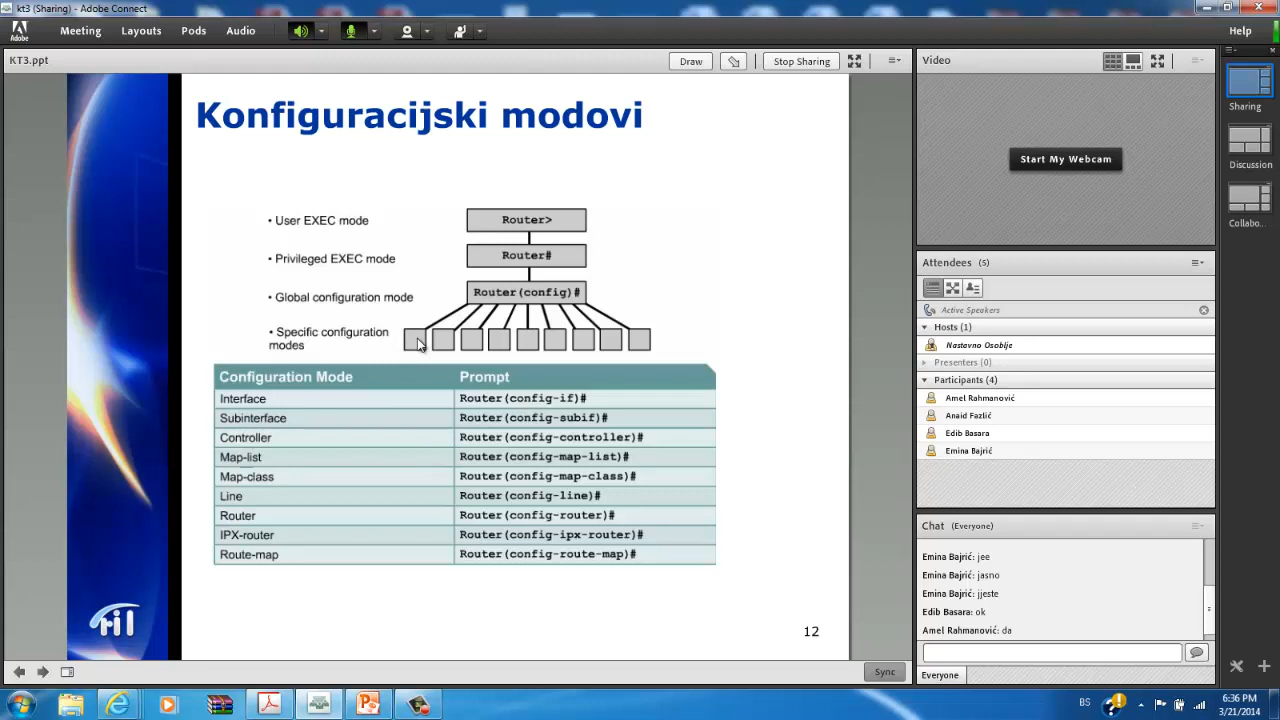 kt3 (Sharing) - Adobe Connect
Adobe
Meeting
Layouts
Pods
Audio
Help
KT3.ppt
Draw
Stop Sharing
Konfiguracijski modovi
• User EXEC mode
Router>
• Privileged EXEC mode
Router#
• Global configuration mode
Router(config)#
• Specific configuration
modes
Configuration Mode Prompt
Interface Router(config-if)#
Subinterface Router(config-subif)#
Controller Router(config-controller)#
Map-list Router(config-map-list)#
Map-class Router(config-map-class)#
Line Router(config-line)#
Router Router(config-router)#
IPX-router Router(config-ipx-router)#
Route-map Router(config-route-map)#
12
Sync
Video
Start My Webcam
Attendees (5)
Active Speakers
Hosts (1)
Nastavno Osoblje
Presenters (0)
Participants (4)
Amel Rahmanović
Anaid Fazlić
Edib Basara
Emina Bajrić
Chat (Everyone)
Emina Bajrić: jee
Emina Bajrić: jasno
Emina Bajrić: jjeste
Edib Basara: ok
Amel Rahmanović: da
Everyone
Sharing
Discussion
Collabo...
BS
6:36 PM
3/21/2014